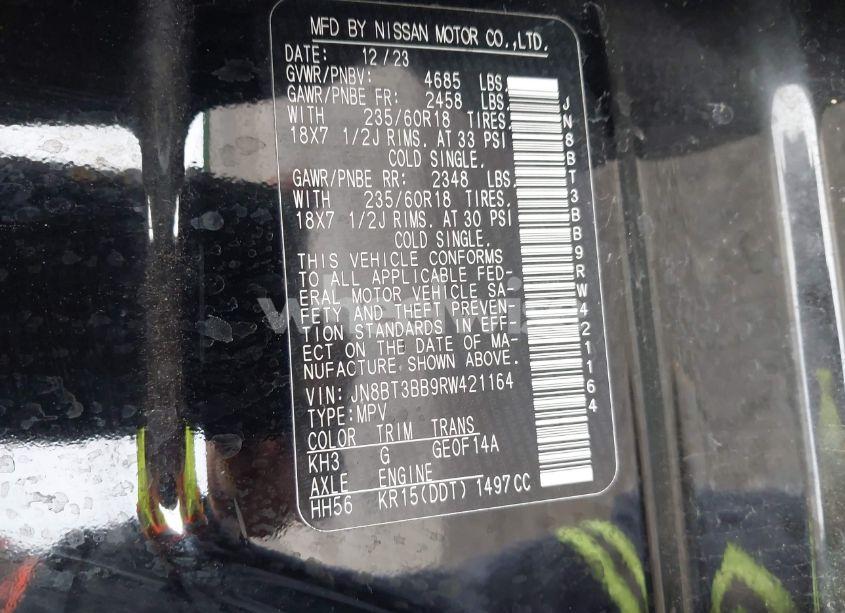 MFD BY NISSAN MOTOR CO.,LTD.
DATE: 12/23
GVWR/PNBV: 4685 LBS.
GAWR/PNBE FR: 2458 LBS.
WITH 235/60R18 TIRES.
18X7 1/2J RIMS. AT 33 PSI
COLD SINGLE.
GAWR/PNBE RR: 2348 LBS.
WITH 235/60R18 TIRES.
18X7 1/2J RIMS. AT 30 PSI
COLD SINGLE.
THIS VEHICLE CONFORMS
TO ALL APPLICABLE FED-
ERAL MOTOR VEHICLE SA-
FETY AND THEFT PREVEN-
TION STANDARDS IN EFF-
ECT ON THE DATE OF MA-
NUFACTURE SHOWN ABOVE.
VIN: JN8BT3BB9RW421164
TYPE: MPV
COLOR TRIM TRANS
KH3 G GEOF14A
AXLE ENGINE
HH56 KR15(DDT) 1497CC
JN8BT3BB9RW421164